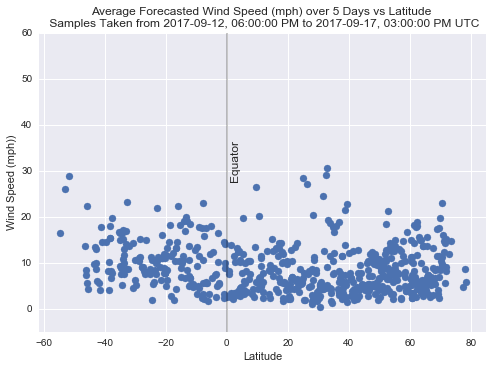 Average Forecasted Wind Speed (mph) over 5 Days vs Latitude
Samples Taken from 2017-09-12, 06:00:00 PM to 2017-09-17, 03:00:00 PM UTC
60
50
40
30
20
10
0
Wind Speed (mph))
Equator
−60 −40 −20 0 20 40 60 80
Latitude